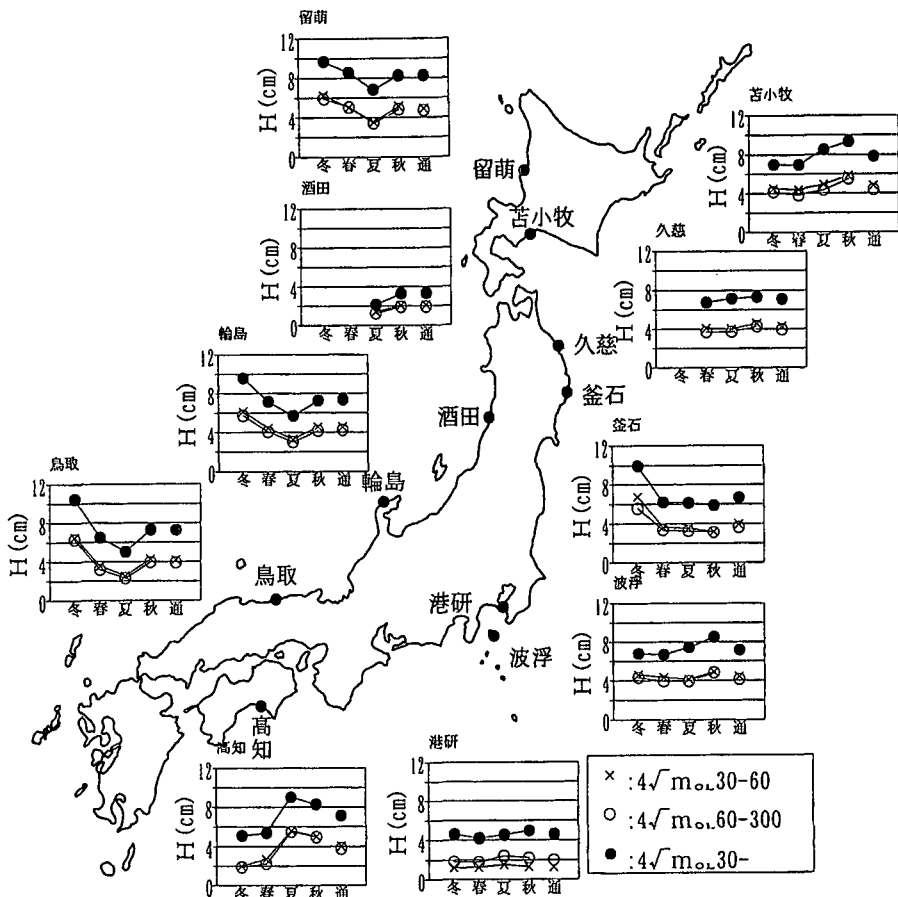 留萌
12
8
4
0
H(cm)
冬 春 夏 秋 通
酒田
12
8
4
0
H(cm)
冬 春 夏 秋 通
輪島
12
8
4
0
H(cm)
冬 春 夏 秋 通
鳥取
12
8
4
0
H(cm)
冬 春 夏 秋 通
苫小牧
12
8
4
0
H(cm)
冬 春 夏 秋 通
久慈
12
8
4
0
H(cm)
冬 春 夏 秋 通
釜石
12
8
4
0
H(cm)
冬 春 夏 秋 通
波浮
12
8
4
0
H(cm)
冬 春 夏 秋 通
高知
12
8
4
0
H(cm)
冬 春 夏 秋 通
港研
12
8
4
0
H(cm)
冬 春 夏 秋 通
留萌
苫小牧
久慈
釜石
酒田
輪島
鳥取
港研
波浮
高知
× :4√m₀L30-60
○ :4√m₀L60-300
● :4√m₀L30-